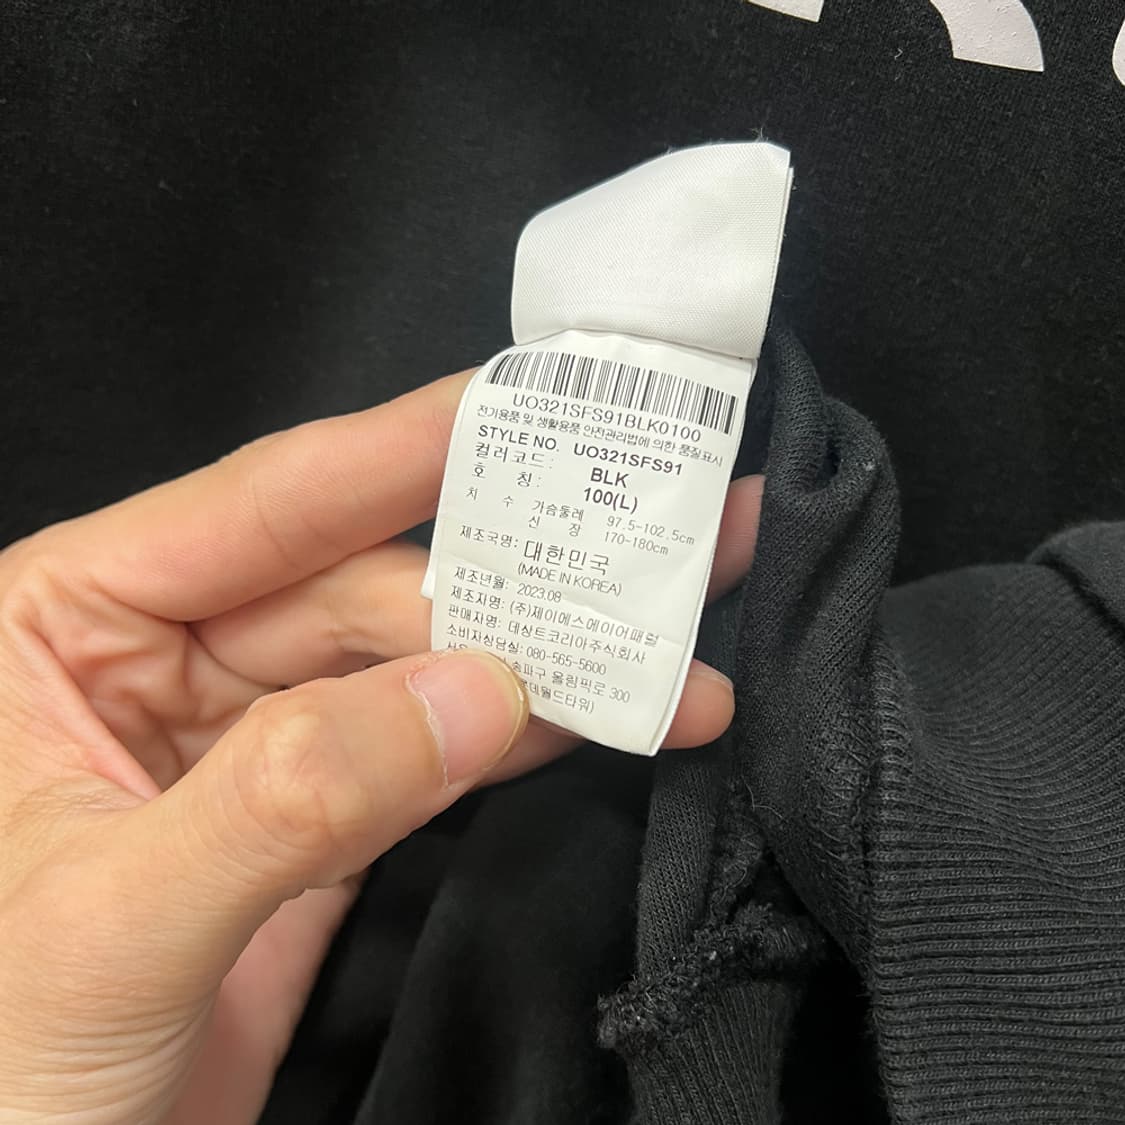 UO321SFS91BLK0100
전기용품 및 생활용품 안전관리법에 의한 품질표시
STYLE NO. UO321SFS91
컬러코드: BLK
호 칭: 100(L)
치 수 가슴둘레 97.5-102.5cm
신 장 170-180cm
제조국명: 대한민국
(MADE IN KOREA)
제조년월: 2023.08
제조자명: (주)제이에스에이어패럴
판매자명: 데상트코리아주식회사
소비자상담실: 080-565-5600
송파구 올림픽로 300
롯데월드타워)